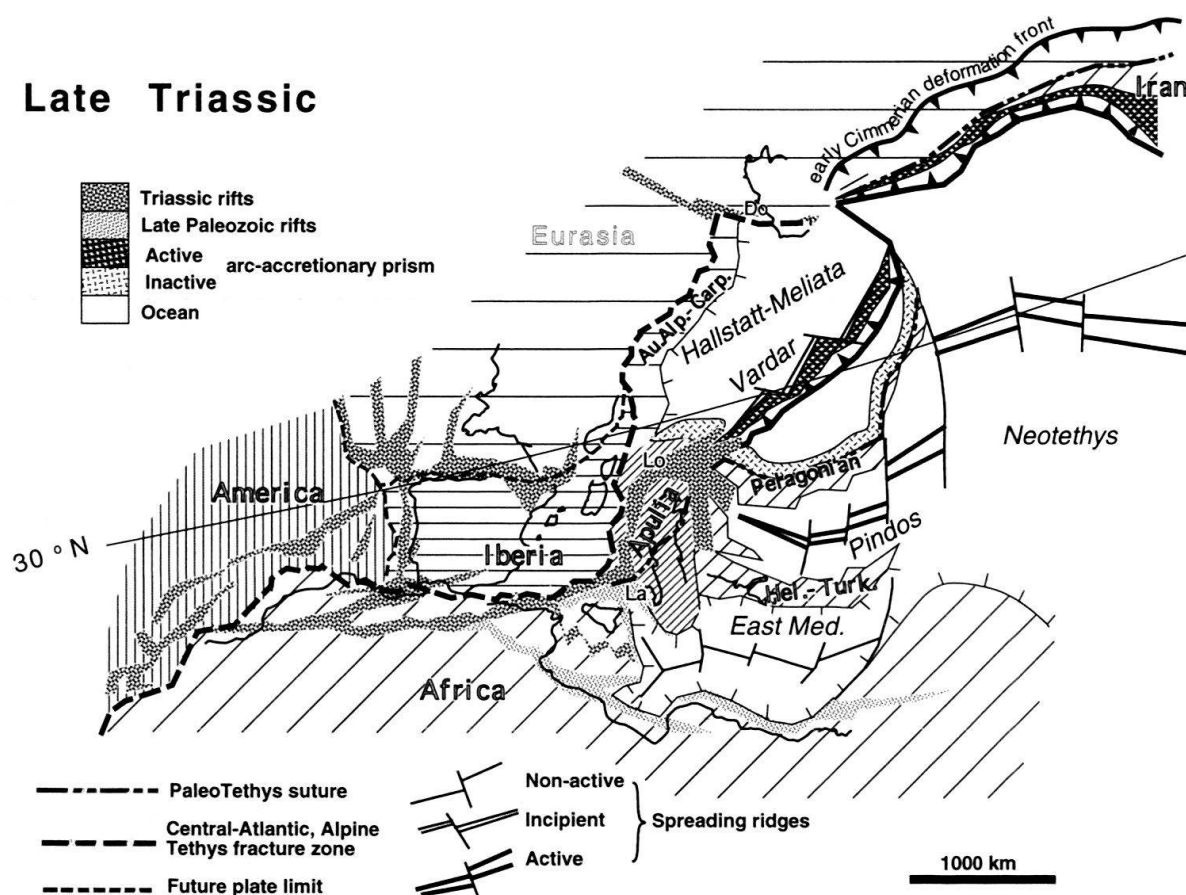 Late Triassic
early Cimmerian deformation front
Iran
Triassic rifts
Late Paleozoic rifts
Active
arc-accretionary prism
Inactive
Ocean
Do
Eurasia
Au.Alp.- Carp.
Hallstatt-Meliata
Vardar
Neotethys
Lo
Pelagonian
America
Apulia
30 ° N
Iberia
Pindos
La
Hel.-Turk.
East Med.
Africa
PaleoTethys suture
Central-Atlantic, Alpine
Tethys fracture zone
Future plate limit
Non-active
Incipient
Spreading ridges
Active
1000 km